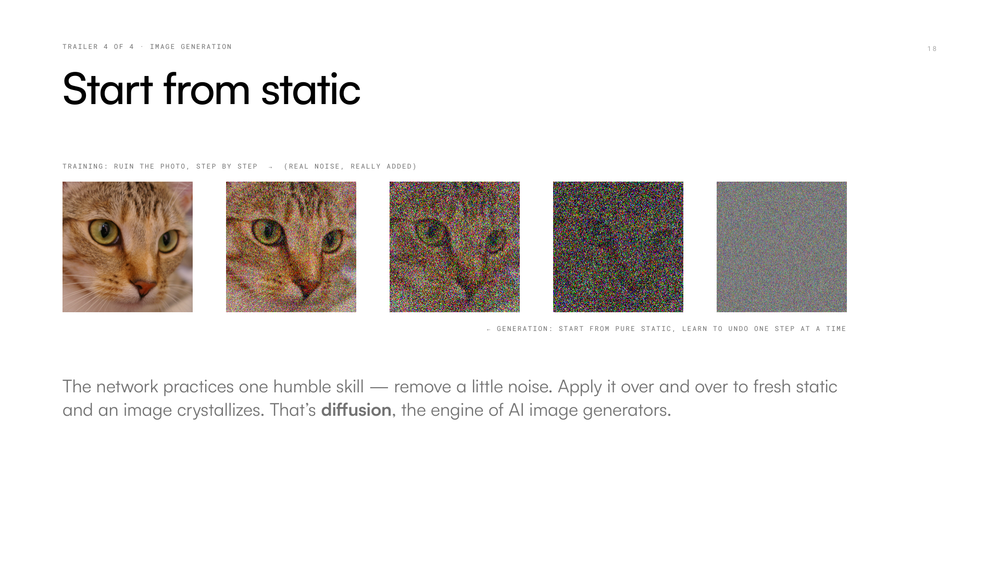 TRAILER 4 OF 4 · IMAGE GENERATION
18
Start from static
TRAINING: RUIN THE PHOTO, STEP BY STEP → (REAL NOISE, REALLY ADDED)
← GENERATION: START FROM PURE STATIC, LEARN TO UNDO ONE STEP AT A TIME
The network practices one humble skill — remove a little noise. Apply it over and over to fresh static
and an image crystallizes. That’s diffusion, the engine of AI image generators.